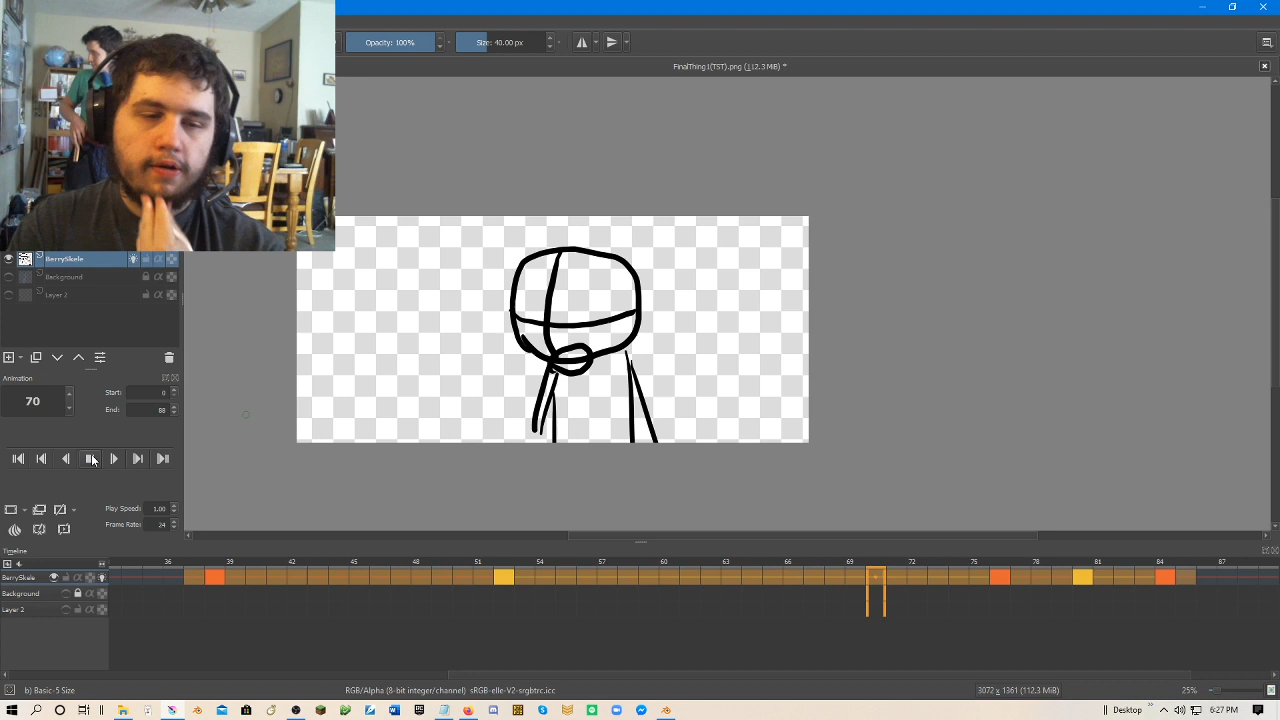 Opacity: 100%
Size: 40.00 px
FinalThing1(TST).png (112.3 MiB) *
BerrySkele
Background
Layer 2
Animation
70
Start: 0
End: 88
Play Speed: 1.00
Frame Rate: 24
Timeline
36 39 42 45 48 51 54 57 60 63 66 69 72 75 78 81 84 87
BerrySkele
Background
Layer 2
b) Basic-5 Size
RGB/Alpha (8-bit integer/channel) sRGB-elle-V2-srgbtrc.icc
3072 x 1361 (112.3 MiB)
25%
Desktop
6:27 PM